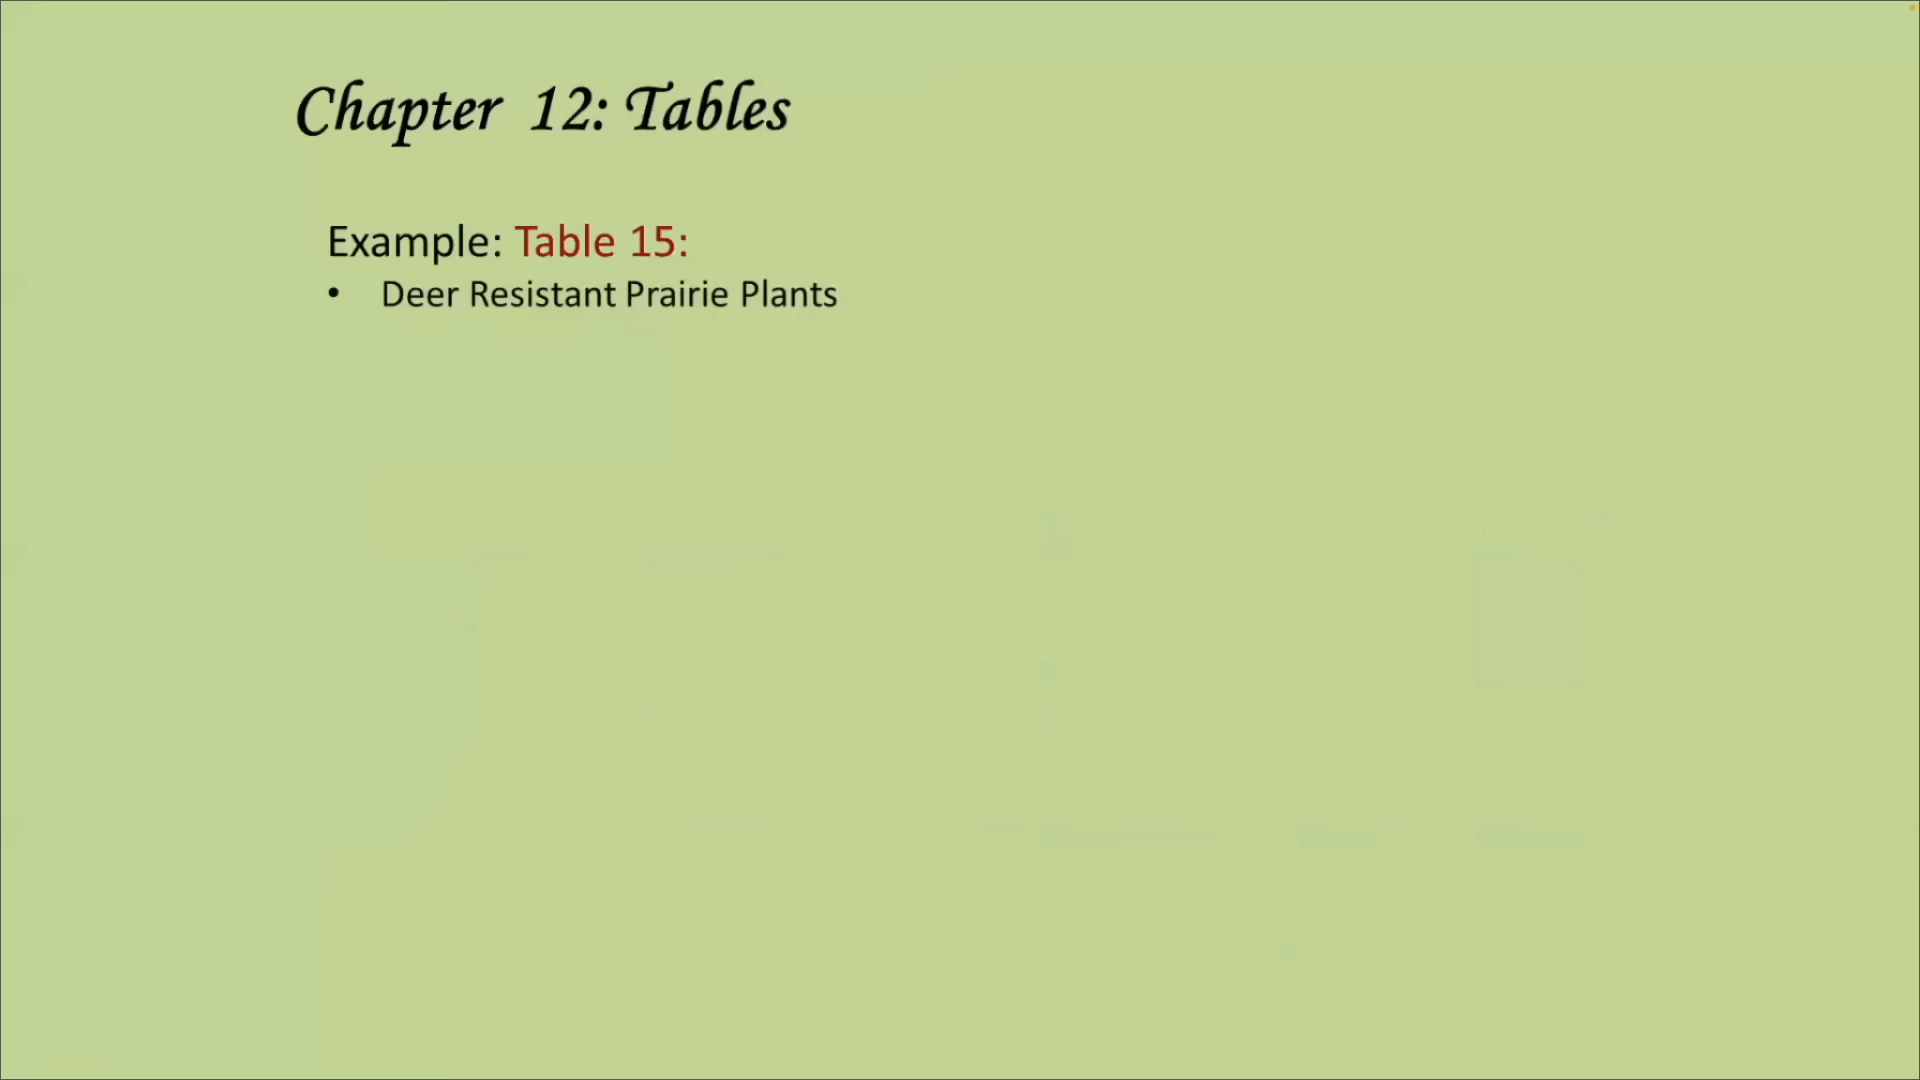 Chapter 12: Tables
Example: Table 15:
• Deer Resistant Prairie Plants